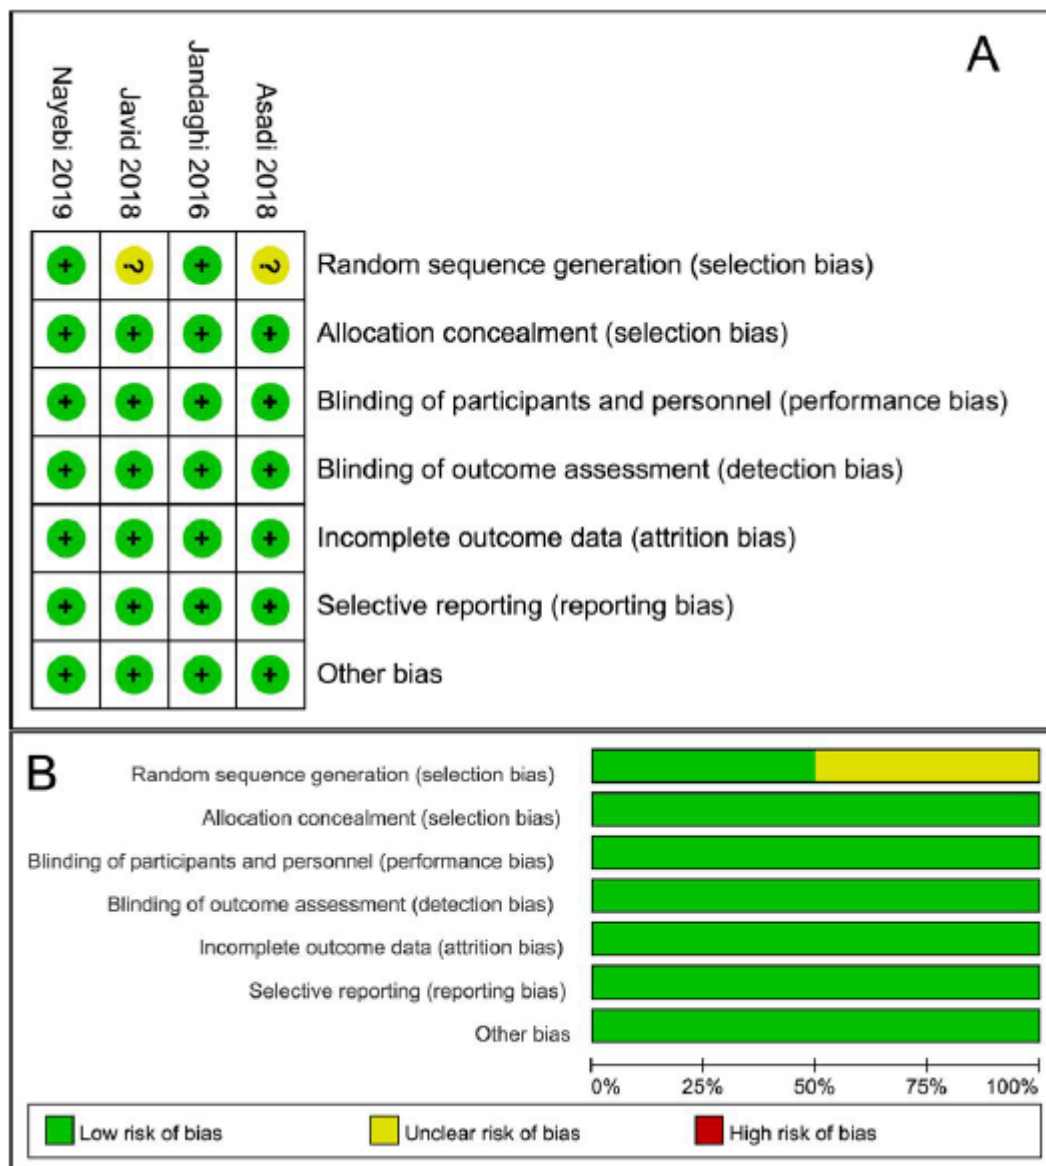 A
Nayebi 2019
Javid 2018
Jandaghi 2016
Asadi 2018
+ ? + ? Random sequence generation (selection bias)
+ + + + Allocation concealment (selection bias)
+ + + + Blinding of participants and personnel (performance bias)
+ + + + Blinding of outcome assessment (detection bias)
+ + + + Incomplete outcome data (attrition bias)
+ + + + Selective reporting (reporting bias)
+ + + + Other bias
B
Random sequence generation (selection bias)
Allocation concealment (selection bias)
Blinding of participants and personnel (performance bias)
Blinding of outcome assessment (detection bias)
Incomplete outcome data (attrition bias)
Selective reporting (reporting bias)
Other bias
0% 25% 50% 75% 100%
Low risk of bias Unclear risk of bias High risk of bias